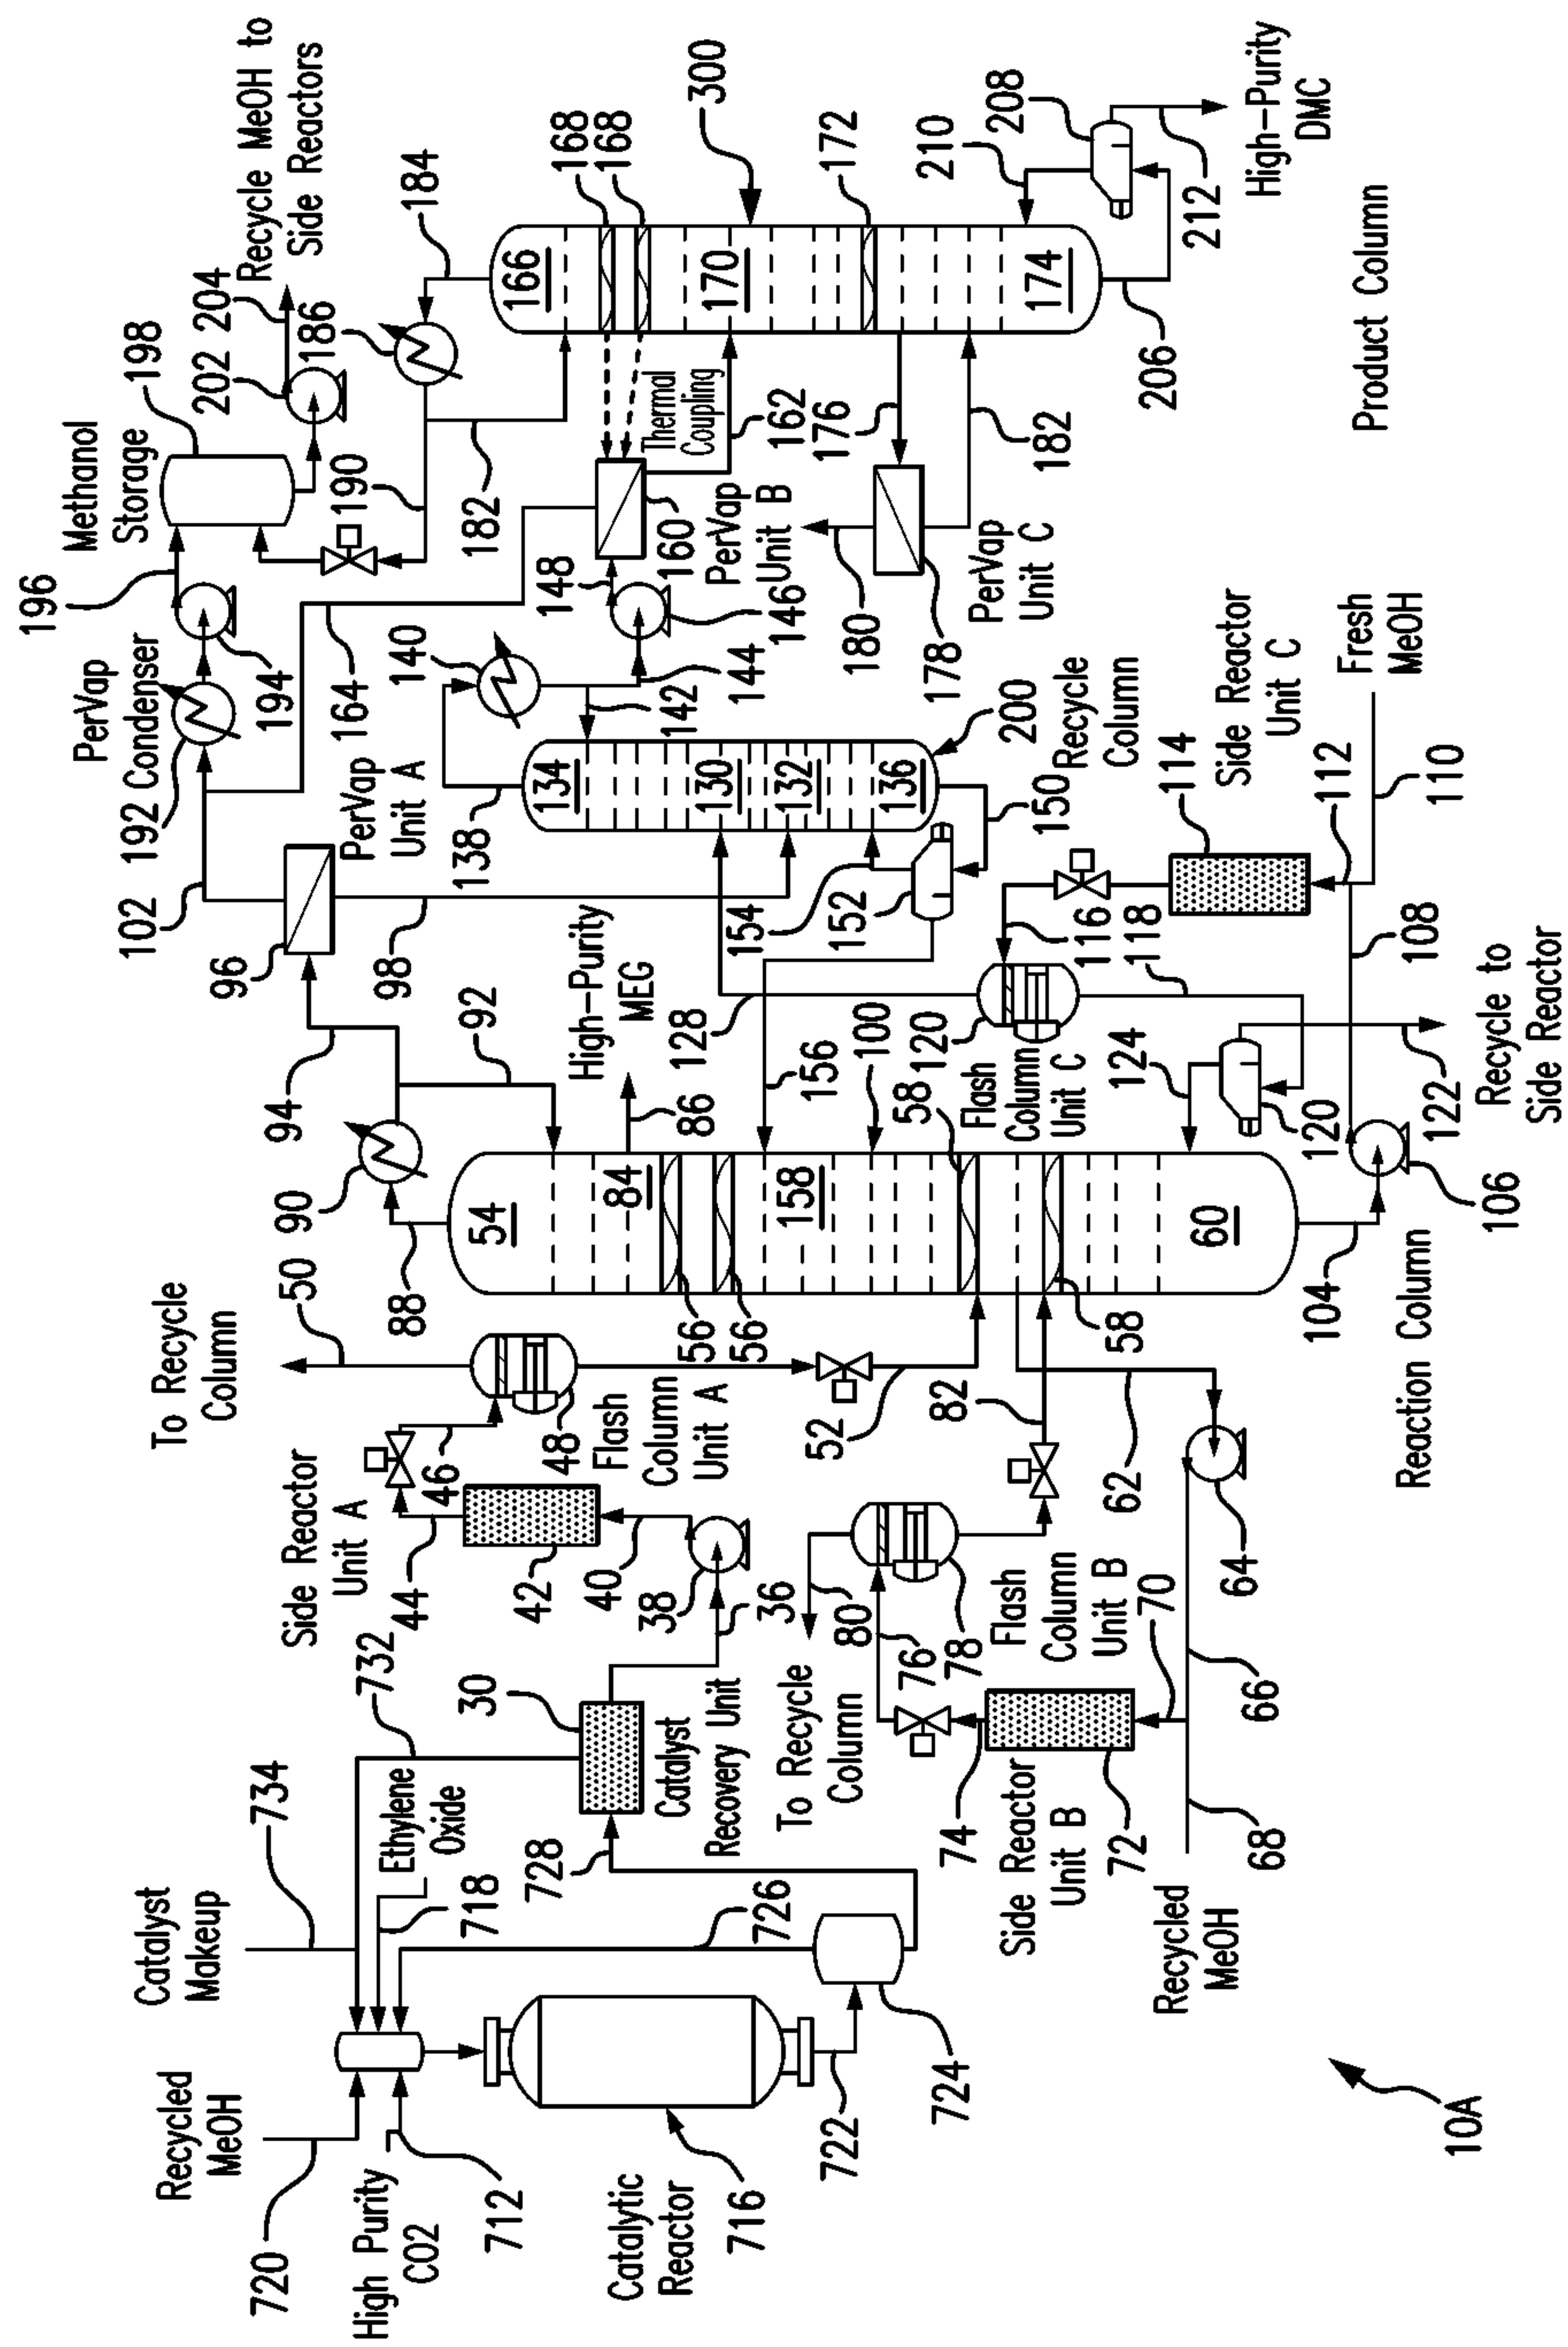 196
Methanol
Storage
198
202
204
Recycle MeOH to
Side Reactors
PerVap
Condenser
192
194
102
164
190
186
184
182
720
Recycled
MeOH
Catalyst
Makeup
734
To Recycle
Column
50
94
90
88
92
96
98
PerVap
Unit A
138
140
142
144
148
146
High Purity
CO2
712
718
Ethylene
Oxide
732
Side Reactor
Unit A
44
46
42
40
38
36
48
Flash
Column
Unit A
52
54
84
56
56
86
High-Purity
MEG
Catalytic
Reactor
716
722
724
726
728
30
Catalyst
Recovery Unit
134
130
132
136
128
154
152
150
200
Recycle
Column
156
158
100
58
58
60
160
PerVap
Unit B
Thermal
Coupling
162
166
168
168
170
300
172
174
176
178
180
182
PerVap
Unit C
210
208
206
212
High-Purity
DMC
Product Column
To Recycle
Column
80
76
78
Flash
Column
Unit B
82
62
64
74
Side Reactor
Unit B
72
70
66
68
Recycled
MeOH
Flash
Column
Unit C
120
116
118
114
Side Reactor
Unit C
112
110
Fresh
MeOH
108
124
120
122
Recycle to
Side Reactor
104
106
Reaction Column
10A